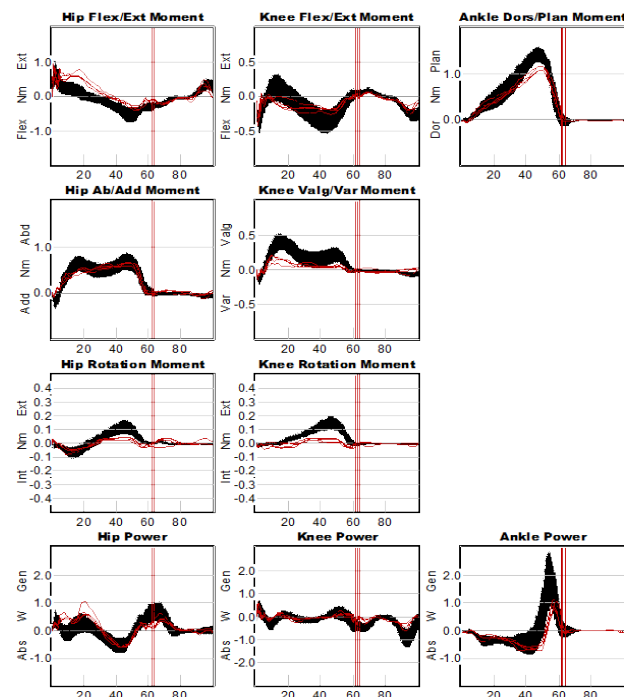 Hip Flex/Ext Moment Knee Flex/Ext Moment Ankle Dors/Plan Moment
Ext Ext Plan
1.0 0.5 1.0
Nm Nm Nm
0.0 0.0 0.0
Flex Flex Dor
-1.0 -0.5
20 40 60 80 20 40 60 80 20 40 60 80
Hip Ab/Add Moment Knee Valg/Var Moment
Abd Valg
1.0 0.5
Nm Nm
0.0 0.0
Add Var
-0.5
20 40 60 80 20 40 60 80
Hip Rotation Moment Knee Rotation Moment
Ext Ext
0.4 0.4
0.3 0.3
0.2 0.2
0.1 0.1
Nm Nm
0.0 0.0
-0.1 -0.1
-0.2 -0.2
Int Int
-0.3 -0.3
-0.4 -0.4
20 40 60 80 20 40 60 80
Hip Power Knee Power Ankle Power
Gen Gen Gen
2.0 2.0 2.0
1.0 1.0 1.0
W W W
0.0 0.0 0.0
Abs Abs Abs
-1.0 -1.0 -1.0
-2.0
20 40 60 80 20 40 60 80 20 40 60 80